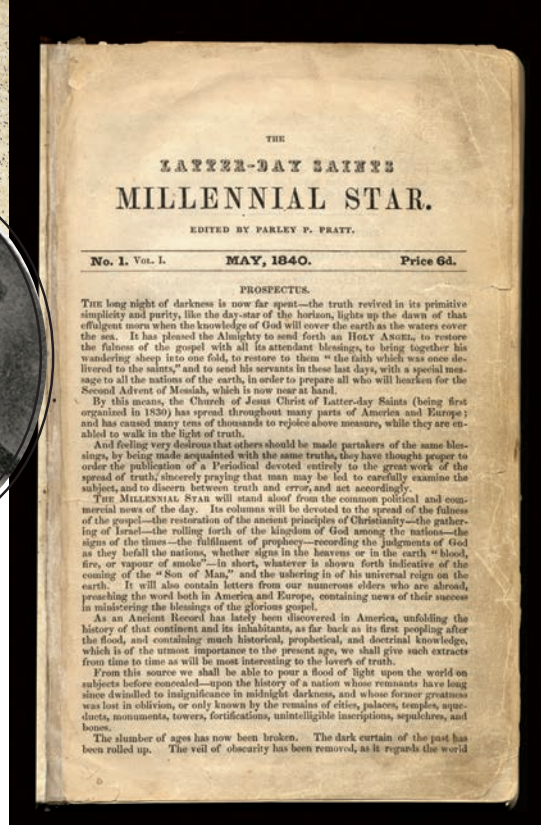 THE
LATTER-DAY SAINTS
MILLENNIAL STAR.
EDITED BY PARLEY P. PRATT.
No. 1. VOL. I. MAY, 1840. Price 6d.
PROSPECTUS.
THE long night of darkness is now far spent—the truth revived in its primitive
simplicity and purity, like the day-star of the horizon, lights up the dawn of that
effulgent morn when the knowledge of God will cover the earth as the waters cover
the sea. It has pleased the Almighty to send forth an HOLY ANGEL, to restore
the fulness of the gospel with all its attendant blessings, to bring together his
wandering sheep into one fold, to restore to them "the faith which was once de-
livered to the saints," and to send his servants in these last days, with a special mes-
sage to all the nations of the earth, in order to prepare all who will hearken for the
Second Advent of Messiah, which is now near at hand.
By this means, the Church of Jesus Christ of Latter-day Saints (being first
organized in 1830) has spread throughout many parts of America and Europe;
and has caused many tens of thousands to rejoice above measure, while they are en-
abled to walk in the light of truth.
And feeling very desirous that others should be made partakers of the same bles-
sings, by being made acquainted with the same truths, they have thought proper to
order the publication of a Periodical devoted entirely to the great work of the
spread of truth, sincerely praying that man may be led to carefully examine the
subject, and to discern between truth and error, and act accordingly.
THE MILLENNIAL STAR will stand aloof from the common political and com-
mercial news of the day. Its columns will be devoted to the spread of the fulness
of the gospel—the restoration of the ancient principles of Christianity—the gather-
ing of Israel—the rolling forth of the kingdom of God among the nations—the
signs of the times—the fulfilment of prophecy—recording the judgments of God
as they befall the nations, whether signs in the heavens or in the earth "blood,
fire, or vapour of smoke"—in short, whatever is shown forth indicative of the
coming of the "Son of Man," and the ushering in of his universal reign on the
earth. It will also contain letters from our numerous elders who are abroad,
preaching the word both in America and Europe, containing news of their success
in ministering the blessings of the glorious gospel.
As an Ancient Record has lately been discovered in America, unfolding the
history of that continent and its inhabitants, as far back as its first peopling after
the flood, and containing much historical, prophetical, and doctrinal knowledge,
which is of the utmost importance to the present age, we shall give such extracts
from time to time as will be most interesting to the lovers of truth.
From this source we shall be able to pour a flood of light upon the world on
subjects before concealed—upon the history of a nation whose remnants have long
since dwindled to insignificance in midnight darkness, and whose former greatness
was lost in oblivion, or only known by the remains of cities, palaces, temples, aque-
ducts, monuments, towers, fortifications, unintelligible inscriptions, sepulchres, and
bones.
The slumber of ages has now been broken. The dark curtain of the past has
been rolled up. The veil of obscurity has been removed, as it regards the world